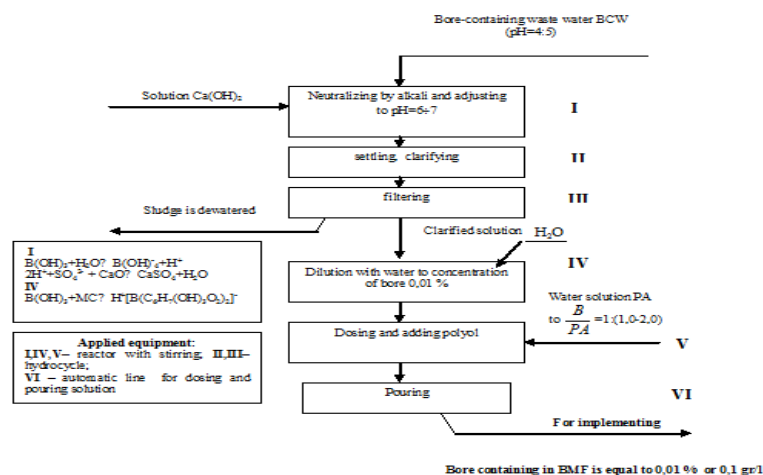 Bore-containing waste water BCW
(pH=4:5)
Solution Ca(OH)₂
Neutralizing by alkali and adjusting
to pH=6÷7
I
settling, clarifying
II
filtering
III
Sludge is dewatered
Clarified solution
H₂O
I
B(OH)₃+H₂O? B(OH)⁻₄+H⁺
2H⁺+SO₄²⁻ + CaO? CaSO₄+H₂O
IV
B(OH)₃+MC? H⁺[B(C₆H₇(OH)₃O₂)₂]⁻
Dilution with water to concentration
of bore 0,01 %
IV
Water solution PA
to B/PA =1:(1,0-2,0)
Dosing and adding polyol
V
Applied equipment:
I,IV,V– reactor with stirring, II,III–
hydrocycle;
VI – automatic line for dosing and
pouring solution
Pouring
VI
For implementing
Bore containing in BMF is equal to 0,01 % or 0,1 gr/l